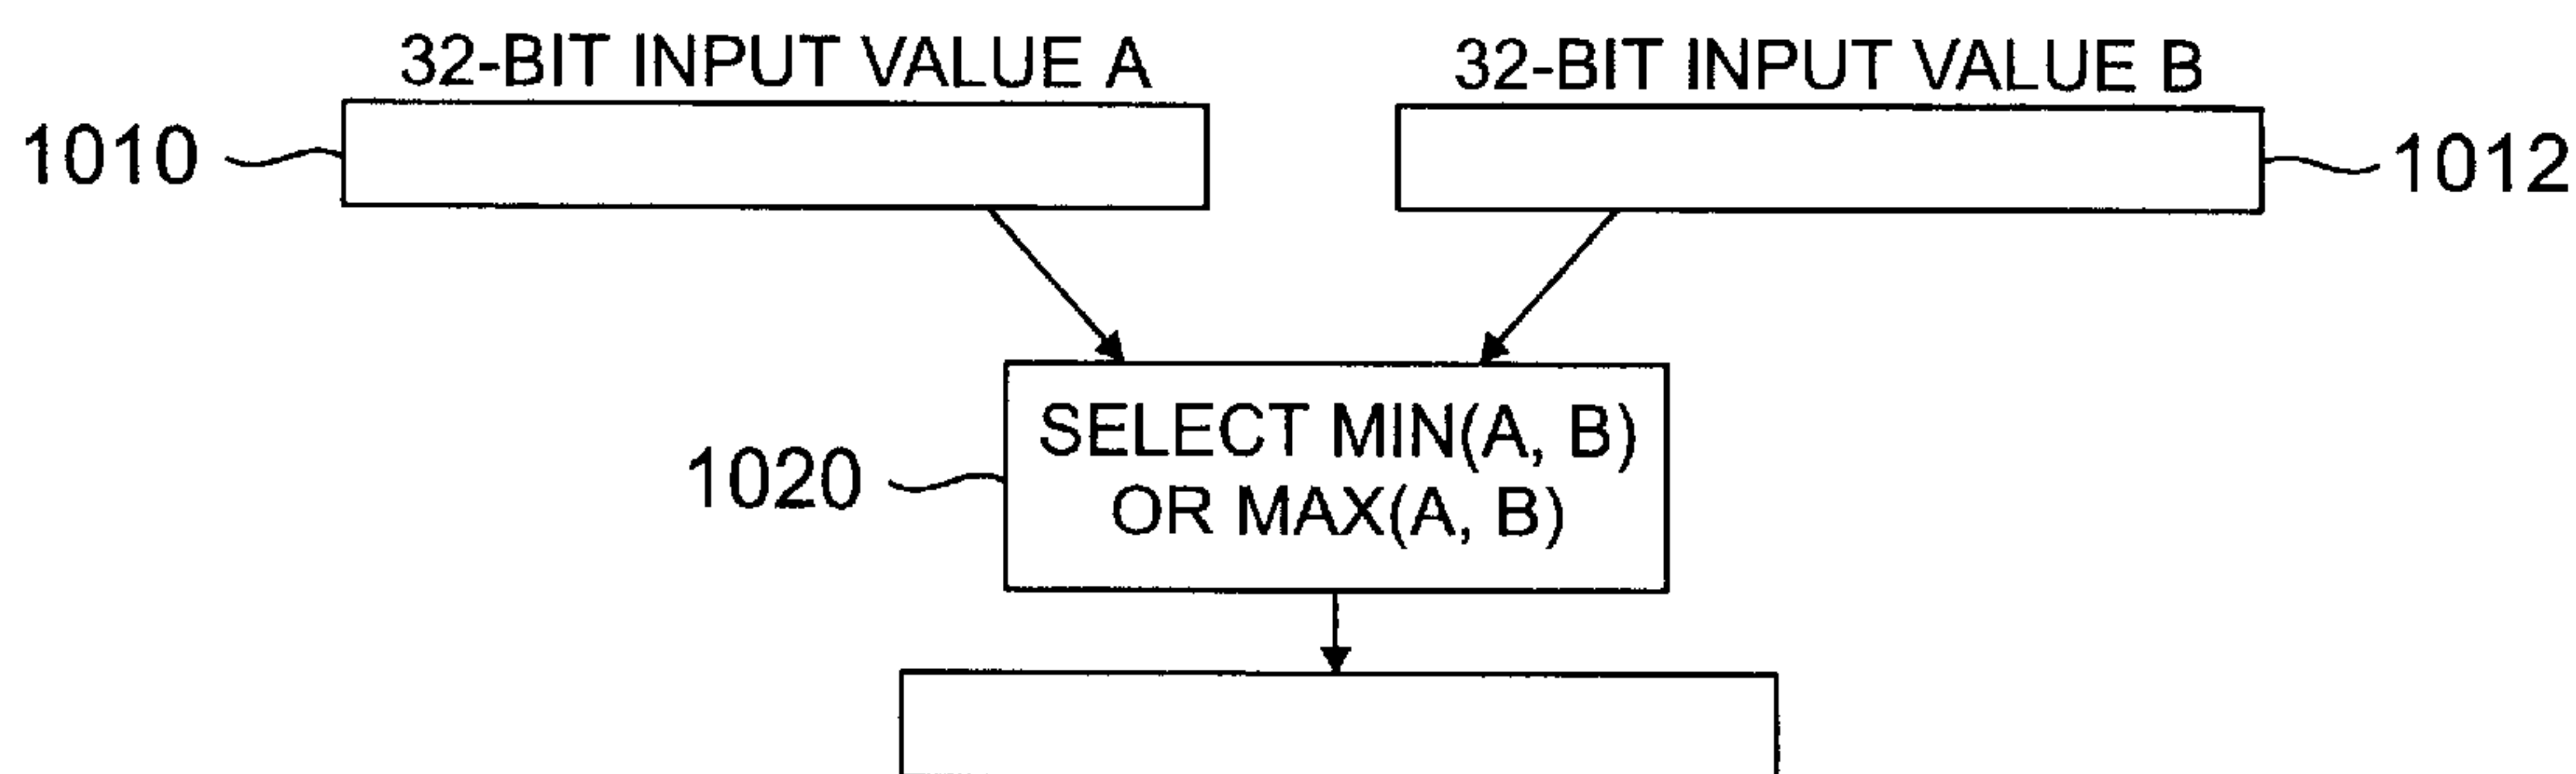 32-BIT INPUT VALUE A
32-BIT INPUT VALUE B
1010
1012
1020
SELECT MIN(A, B)
OR MAX(A, B)